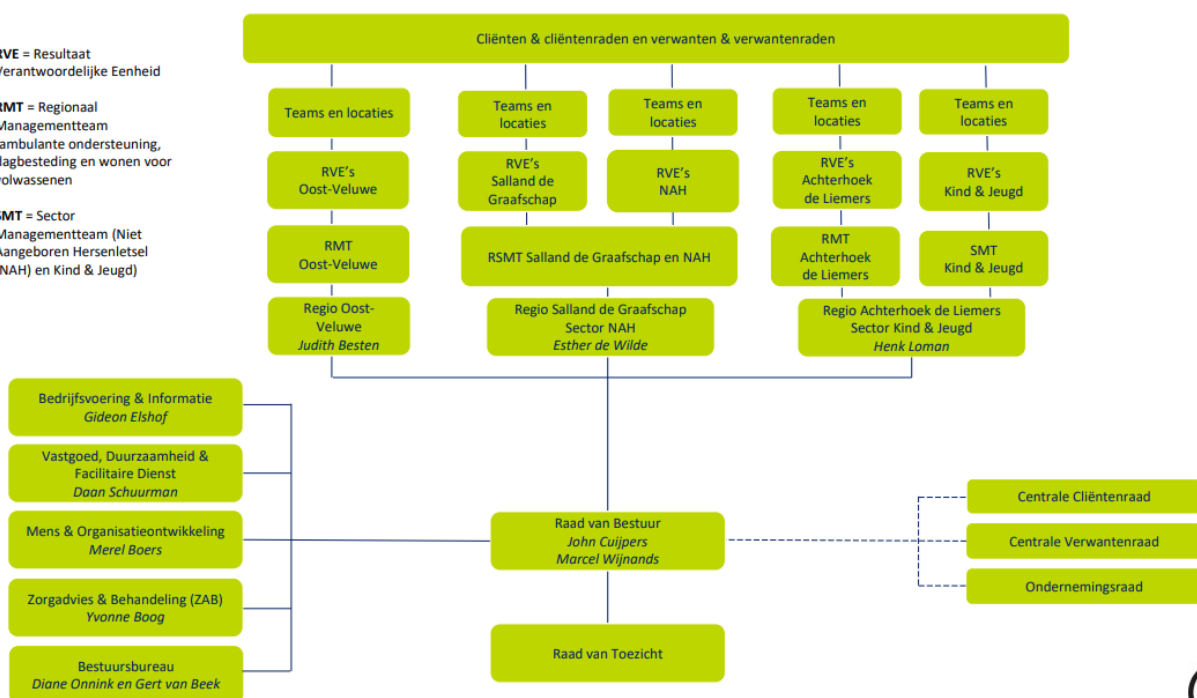 Cliënten & cliëntenraden en verwanten & verwantenraden
RVE = Resultaat
Verantwoordelijke Eenheid
RMT = Regionaal
Managementteam
(ambulante ondersteuning,
dagbesteding en wonen voor
volwassenen
SMT = Sector
Managementteam (Niet
Aangeboren Hersenletsel
(NAH) en Kind & Jeugd)
Teams en locaties
Teams en
locaties
Teams en
locaties
Teams en
locaties
Teams en
locaties
RVE's
Oost-Veluwe
RVE's
Salland de
Graafschap
RVE's
NAH
RVE's
Achterhoek
de Liemers
RVE's
Kind & Jeugd
RMT
Oost-Veluwe
RSMT Salland de Graafschap en NAH
RMT
Achterhoek
de Liemers
SMT
Kind & Jeugd
Regio Oost-
Veluwe
Judith Besten
Regio Salland de Graafschap
Sector NAH
Esther de Wilde
Regio Achterhoek de Liemers
Sector Kind & Jeugd
Henk Loman
Bedrijfsvoering & Informatie
Gideon Elshof
Vastgoed, Duurzaamheid &
Facilitaire Dienst
Daan Schuurman
Mens & Organisatieontwikkeling
Merel Boers
Zorgadvies & Behandeling (ZAB)
Yvonne Boog
Bestuursbureau
Diane Onnink en Gert van Beek
Raad van Bestuur
John Cuijpers
Marcel Wijnands
Raad van Toezicht
Centrale Cliëntenraad
Centrale Verwantenraad
Ondernemingsraad